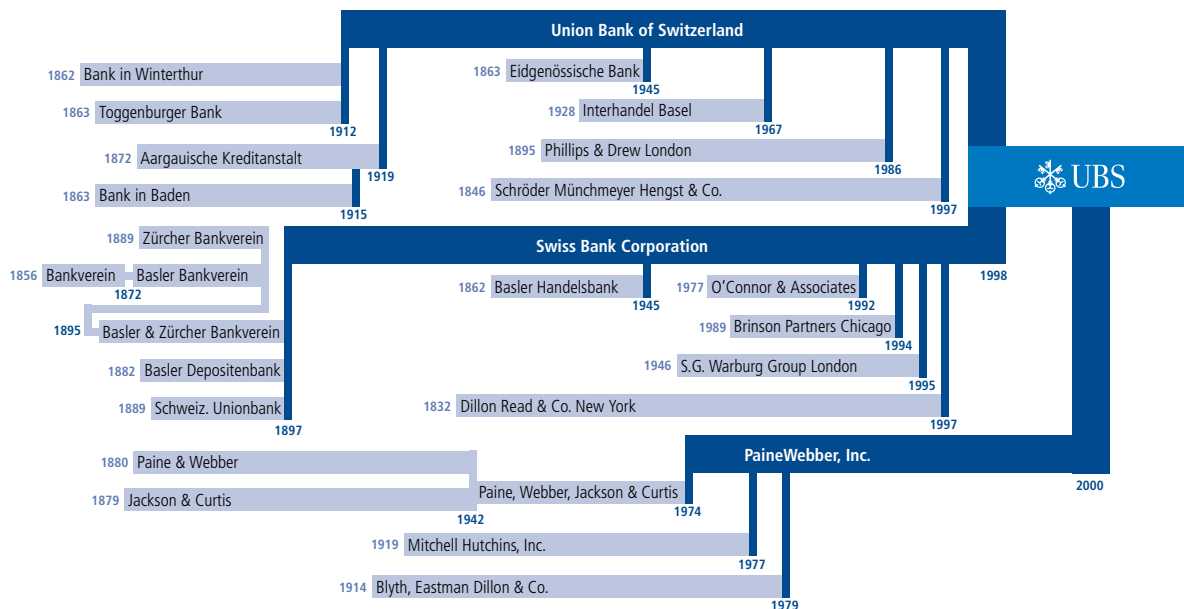 Union Bank of Switzerland
1862 Bank in Winterthur
1863 Toggenburger Bank
1912
1872 Aargauische Kreditanstalt
1919
1863 Bank in Baden
1915
1863 Eidgenössische Bank
1945
1928 Interhandel Basel
1967
1895 Phillips & Drew London
1986
1846 Schröder Münchmeyer Hengst & Co.
1997
UBS
1889 Zürcher Bankverein
1856 Bankverein Basler Bankverein
1872
1895 Basler & Zürcher Bankverein
1882 Basler Depositenbank
1889 Schweiz. Unionbank
1897
Swiss Bank Corporation
1998
1862 Basler Handelsbank
1945
1977 O'Connor & Associates
1992
1989 Brinson Partners Chicago
1994
1946 S.G. Warburg Group London
1995
1832 Dillon Read & Co. New York
1997
PaineWebber, Inc.
2000
1880 Paine & Webber
1879 Jackson & Curtis
1942
Paine, Webber, Jackson & Curtis
1974
1919 Mitchell Hutchins, Inc.
1977
1914 Blyth, Eastman Dillon & Co.
1979